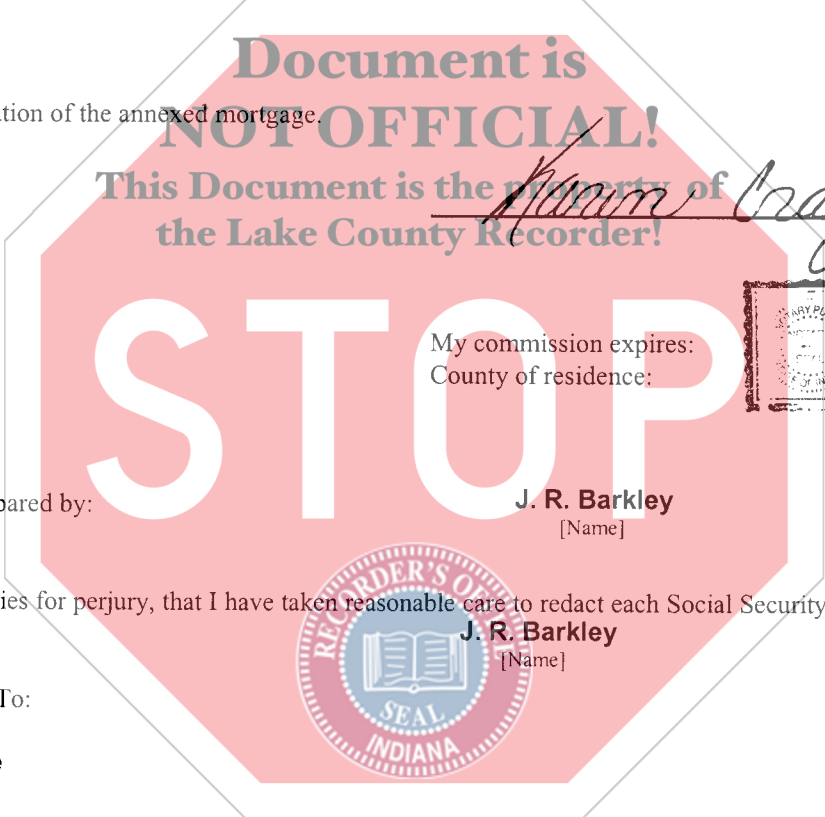 Document is
ation of the annexed mortgage.
NOT OFFICIAL!
This Document is the property of
the Lake County Recorder!
STOP
My commission expires:
County of residence:
pared by:
J. R. Barkley
[Name]
ies for perjury, that I have taken reasonable care to redact each Social Security
J. R. Barkley
[Name]
To:
e
RECORDER'S OFFICE
SEAL
INDIANA